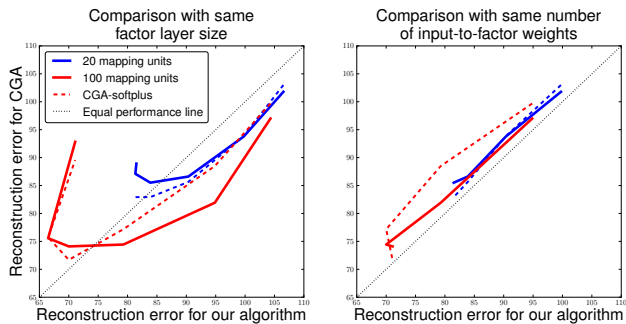 Comparison with same
factor layer size
Reconstruction error for CGA
110
105
100
95
90
85
80
75
70
65
20 mapping units
100 mapping units
CGA-softplus
Equal performance line
65 70 75 80 85 90 95 100 105 110
Reconstruction error for our algorithm
Comparison with same number
of input-to-factor weights
110
105
100
95
90
85
80
75
70
65
65 70 75 80 85 90 95 100 105 110
Reconstruction error for our algorithm